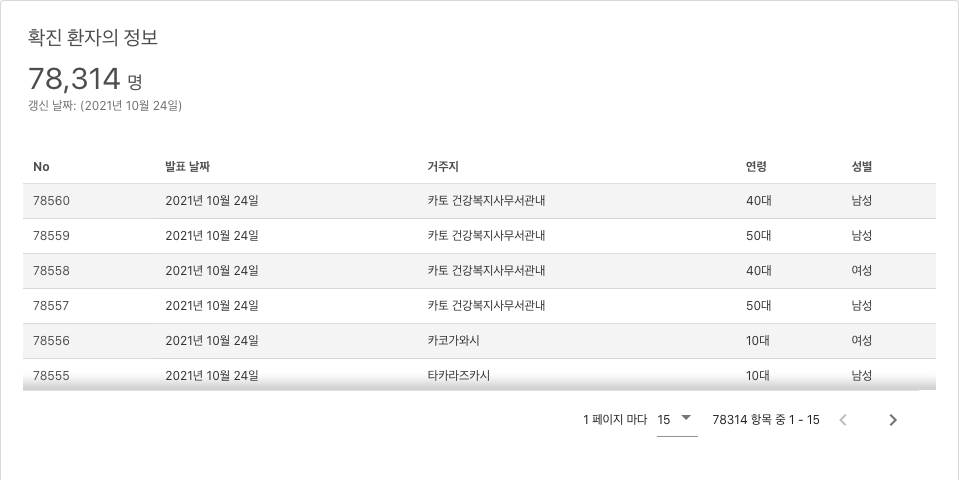 확진 환자의 정보
78,314 명
갱신 날짜: (2021년 10월 24일)
No 발표 날짜 거주지 연령 성별
78560 2021년 10월 24일 카토 건강복지사무서관내 40대 남성
78559 2021년 10월 24일 카토 건강복지사무서관내 50대 남성
78558 2021년 10월 24일 카토 건강복지사무서관내 40대 여성
78557 2021년 10월 24일 카토 건강복지사무서관내 50대 남성
78556 2021년 10월 24일 카코가와시 10대 여성
78555 2021년 10월 24일 타카라즈카시 10대 남성
1 페이지 마다 15 78314 항목 중 1 - 15